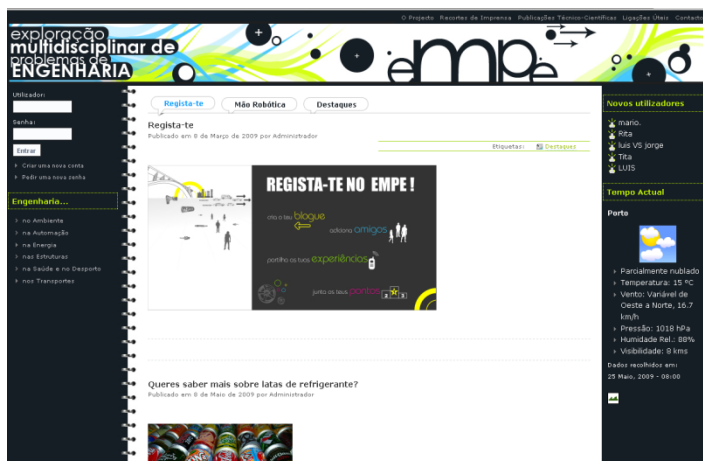 O Projecto Recortes de Imprensa Publicações Técnico-Científicas Ligações Úteis Contacto
exploração
multidisciplinar de
problemas de
ENGENHARIA
empe
Utilizador:
Senha:
Entrar
Criar uma nova conta
Pedir uma nova senha
Engenharia...
no Ambiente
na Automação
na Energia
nas Estruturas
na Saúde e no Desporto
nos Transportes
Regista-te Mão Robótica Destaques
Regista-te
Publicado em 8 de Março de 2009 por Administrador
Etiquetas: Destaques
REGISTA-TE NO EMPE !
cria o teu blogue
adiciona amigos
partilha as tuas experiências
junta os teus pontos
2 3
Queres saber mais sobre latas de refrigerante?
Publicado em 8 de Maio de 2009 por Administrador
Novos utilizadores
mario.
Rita
luis VS jorge
Tita
LUIS
Tempo Actual
Porto
Parcialmente nublado
Temperatura: 15 ºC
Vento: Variável de
Oeste a Norte, 16.7
km/h
Pressão: 1018 hPa
Humidade Rel.: 88%
Visibilidade: 8 kms
Dados recolhidos em:
25 Maio, 2009 - 08:00